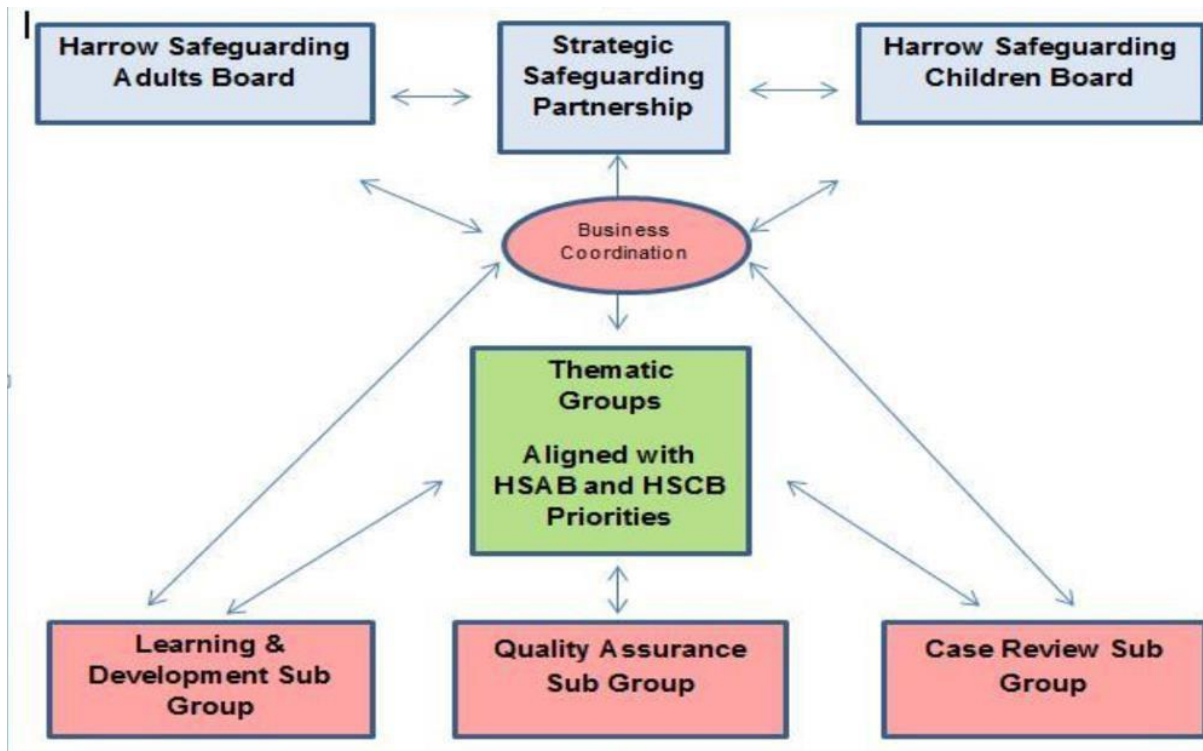 Harrow Safeguarding
Adults Board
Strategic
Safeguarding
Partnership
Harrow Safeguarding
Children Board
Business
Coordination
Thematic
Groups
Aligned with
HSAB and HSCB
Priorities
Learning &
Development Sub
Group
Quality Assurance
Sub Group
Case Review Sub
Group